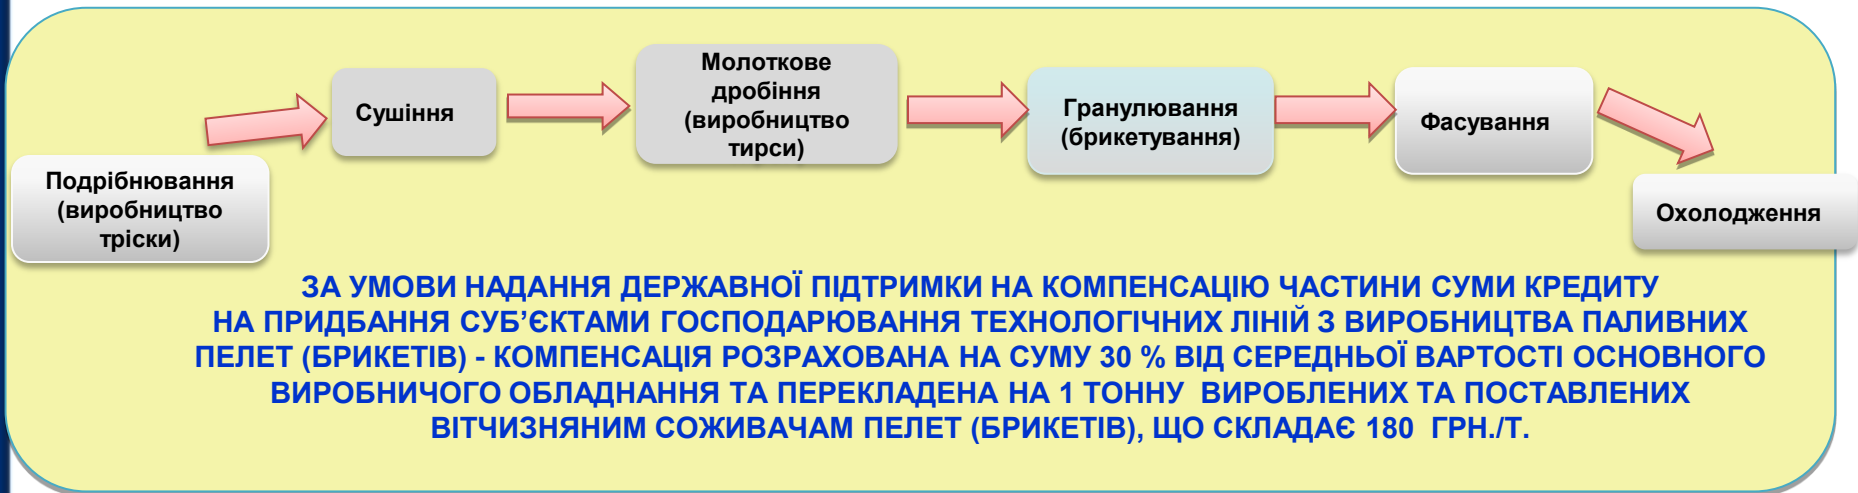 Подрібнювання
(виробництво
тріски)
Сушіння
Молоткове
дробіння
(виробництво
тирси)
Гранулювання
(брикетування)
Фасування
Охолодження
ЗА УМОВИ НАДАННЯ ДЕРЖАВНОЇ ПІДТРИМКИ НА КОМПЕНСАЦІЮ ЧАСТИНИ СУМИ КРЕДИТУ
НА ПРИДБАННЯ СУБ’ЄКТАМИ ГОСПОДАРЮВАННЯ ТЕХНОЛОГІЧНИХ ЛІНІЙ З ВИРОБНИЦТВА ПАЛИВНИХ
ПЕЛЕТ (БРИКЕТІВ) - КОМПЕНСАЦІЯ РОЗРАХОВАНА НА СУМУ 30 % ВІД СЕРЕДНЬОЇ ВАРТОСТІ ОСНОВНОГО
ВИРОБНИЧОГО ОБЛАДНАННЯ ТА ПЕРЕКЛАДЕНА НА 1 ТОННУ ВИРОБЛЕНИХ ТА ПОСТАВЛЕНИХ
ВІТЧИЗНЯНИМ СОЖИВАЧАМ ПЕЛЕТ (БРИКЕТІВ), ЩО СКЛАДАЄ 180 ГРН./Т.